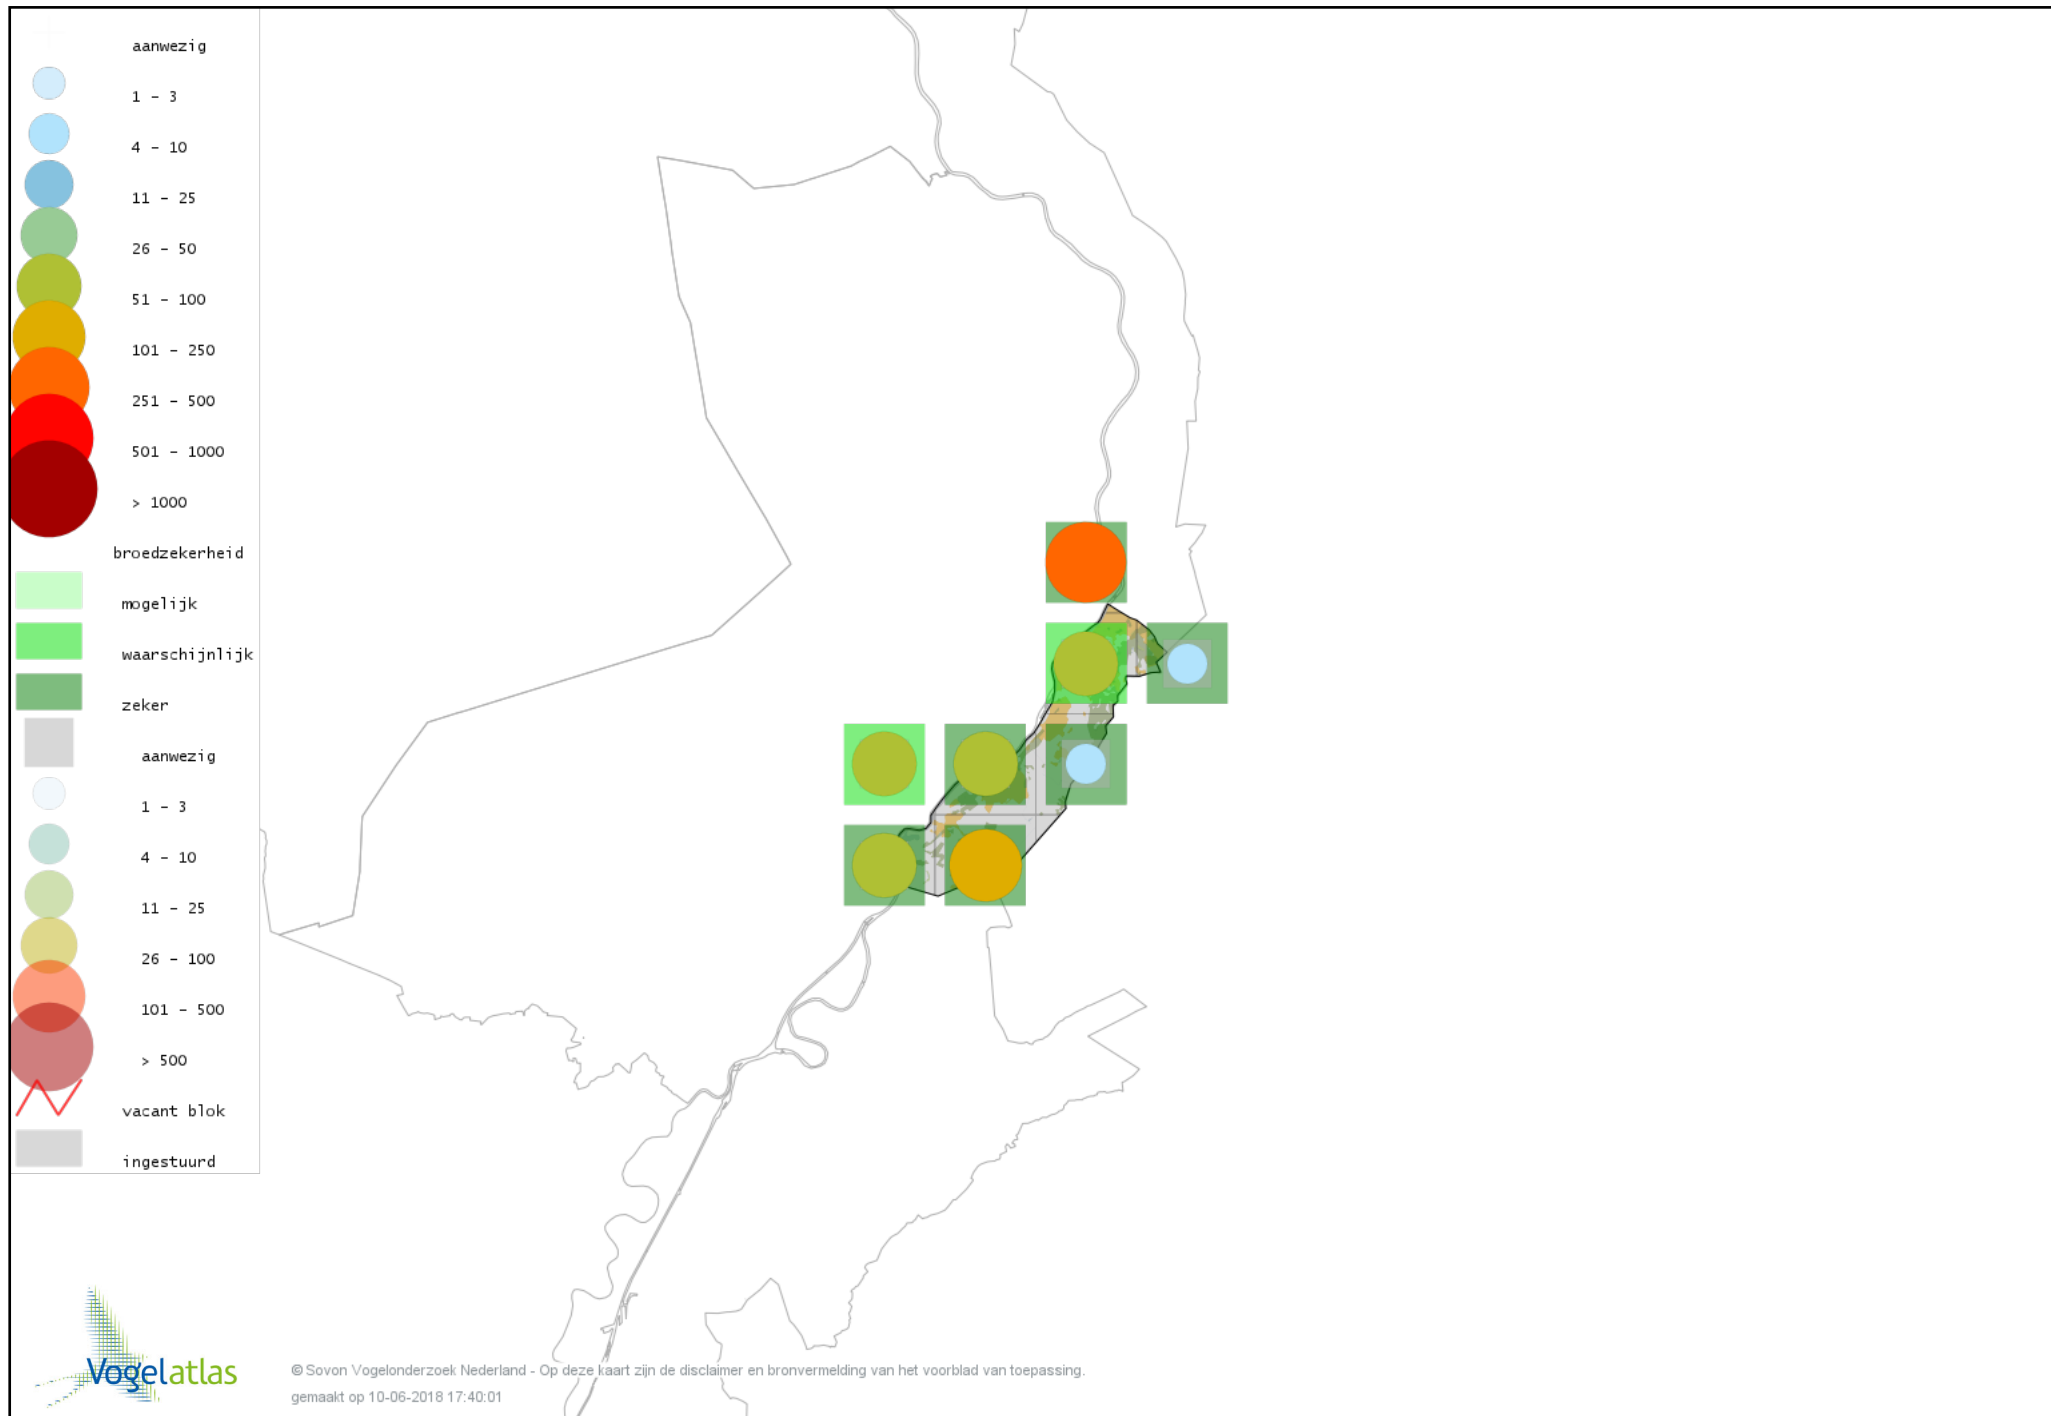 aanwezig
1 - 3
4 - 10
11 - 25
26 - 50
51 - 100
101 - 250
251 - 500
501 - 1000
> 1000
broedzekerheid
mogelijk
waarschijnlijk
zeker
aanwezig
1 - 3
4 - 10
11 - 25
26 - 100
101 - 500
> 500
vacant blok
ingestuurd
Vogelatlas
© Sovon Vogelonderzoek Nederland - Op deze kaart zijn de disclaimer en bronvermelding van het voorblad van toepassing.
gemaakt op 10-06-2018 17:40:01